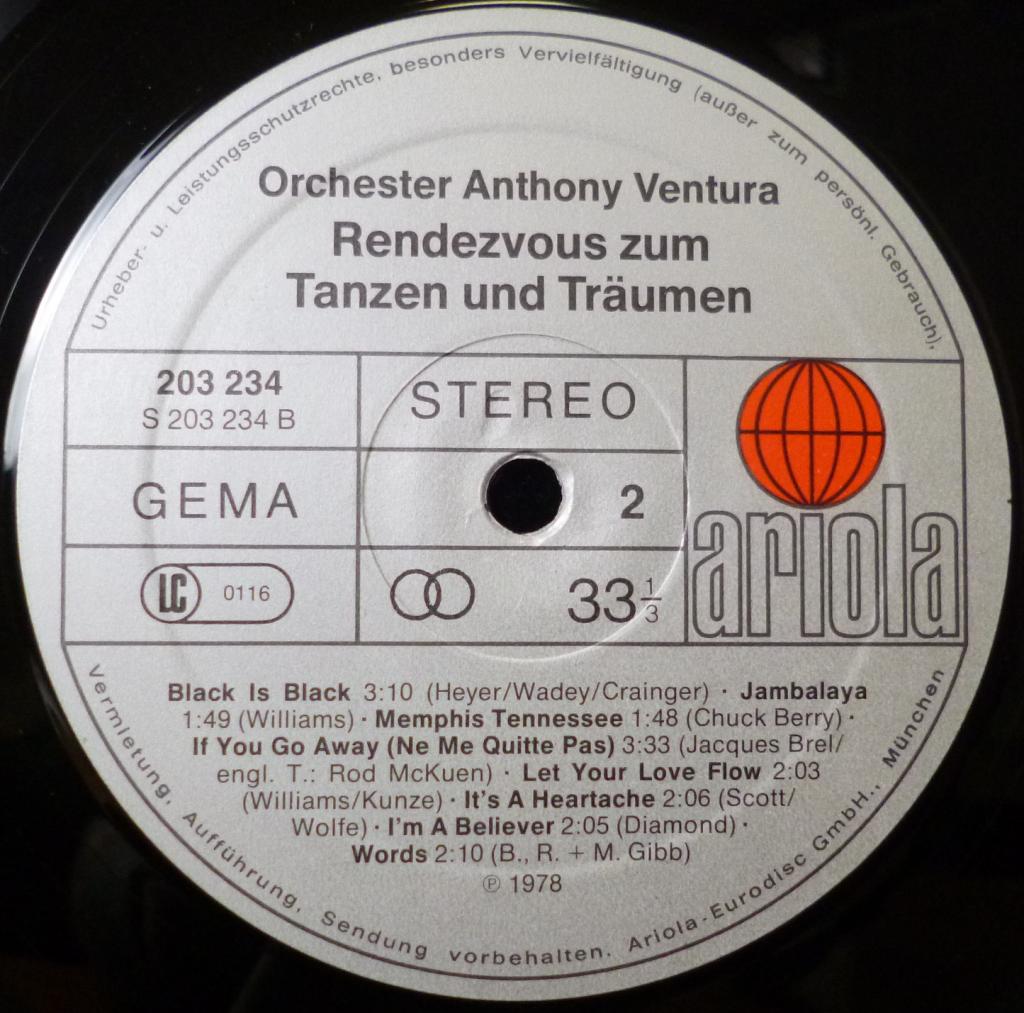 Urheber- u. Leistungsschutzrechte, besonders Vervielfältigung (außer zum persönl. Gebrauch),
Orchester Anthony Ventura
Rendezvous zum
Tanzen und Träumen
203 234
S 203 234 B
STEREO
GEMA
2
ariola
LC 0116
33 1/3
Black Is Black 3:10 (Heyer/Wadey/Crainger) · Jambalaya
1:49 (Williams) · Memphis Tennessee 1:48 (Chuck Berry) ·
If You Go Away (Ne Me Quitte Pas) 3:33 (Jacques Brel/
engl. T.: Rod McKuen) · Let Your Love Flow 2:03
(Williams/Kunze) · It's A Heartache 2:06 (Scott/
Wolfe) · I'm A Believer 2:05 (Diamond) ·
Words 2:10 (B., R. + M. Gibb)
℗ 1978
Vermietung, Aufführung, Sendung vorbehalten. Ariola-Eurodisc GmbH., München